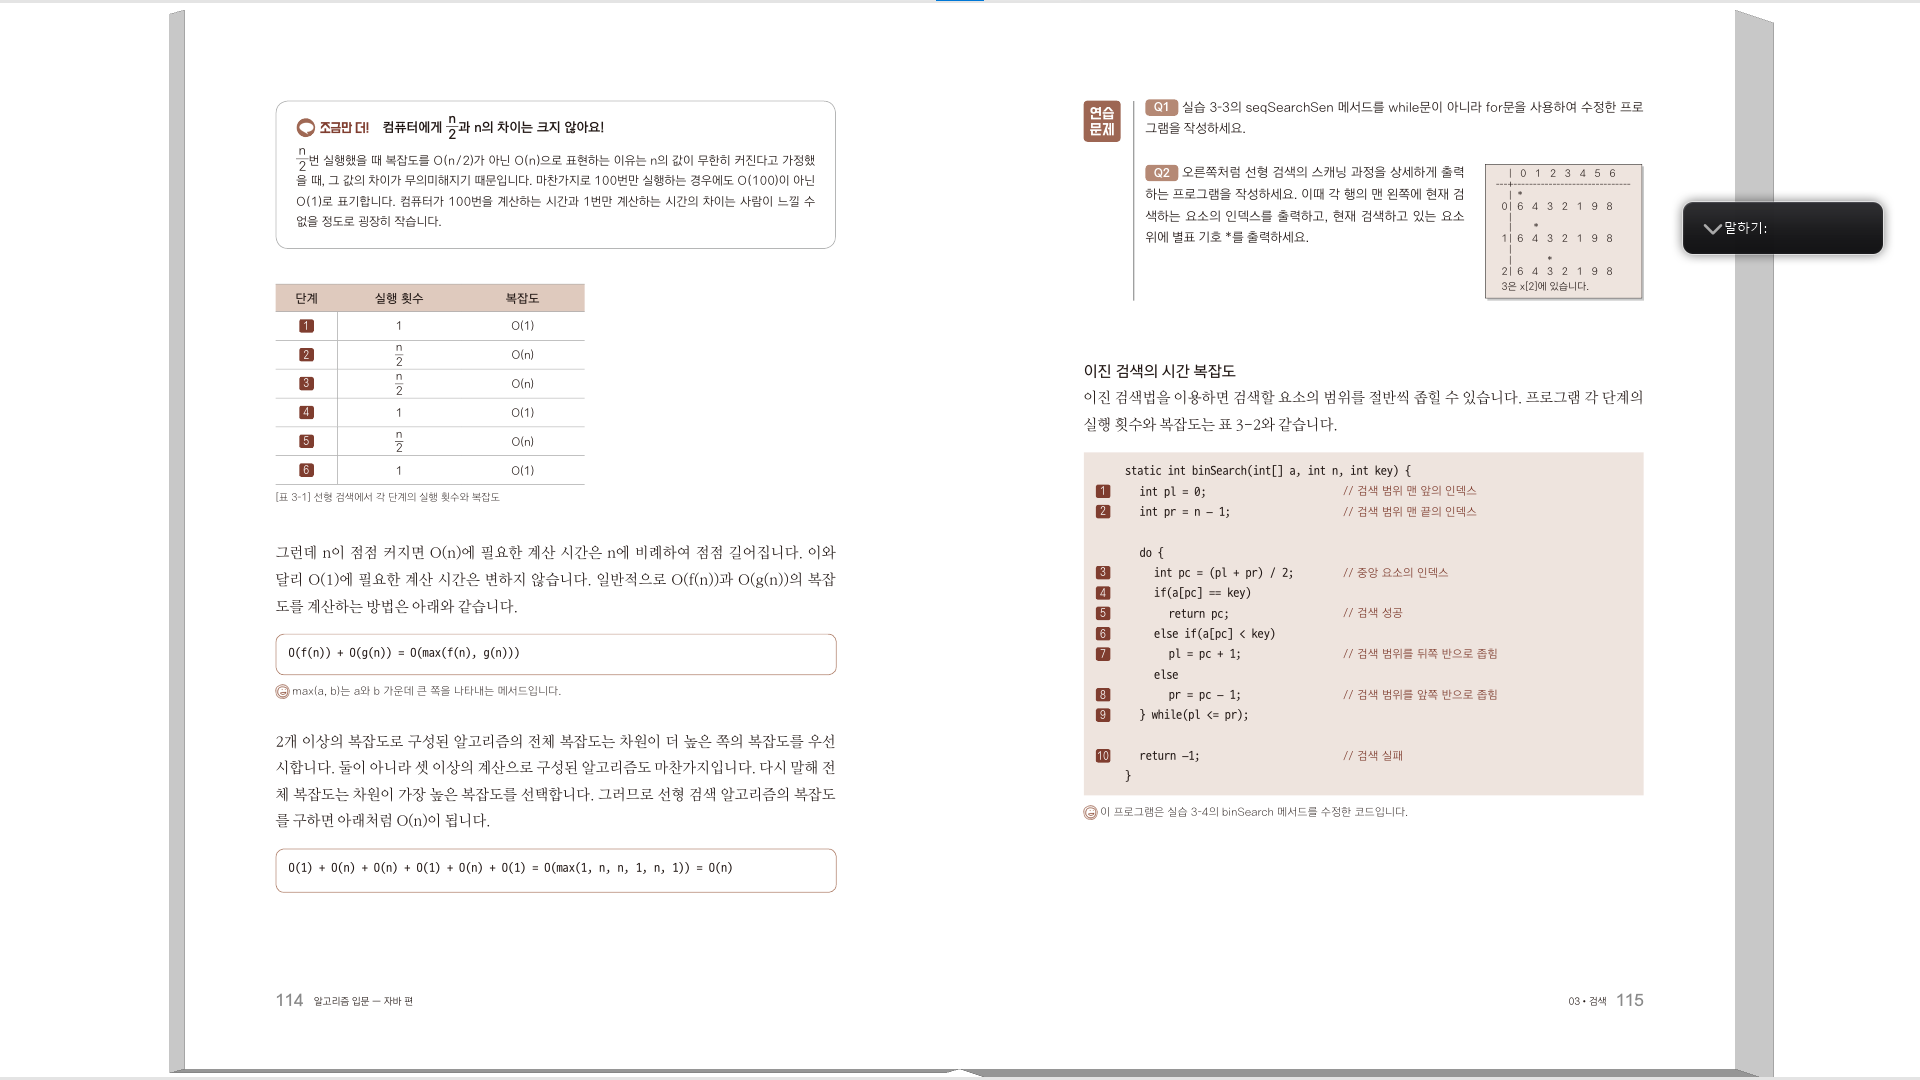 조금만 더! 컴퓨터에게 n/2과 n의 차이는 크지 않아요!
n/2번 실행했을 때 복잡도를 O(n/2)가 아닌 O(n)으로 표현하는 이유는 n의 값이 무한히 커진다고 가정했
을 때, 그 값의 차이가 무의미해지기 때문입니다. 마찬가지로 100번만 실행하는 경우에도 O(100)이 아닌
O(1)로 표기합니다. 컴퓨터가 100번을 계산하는 시간과 1번만 계산하는 시간의 차이는 사람이 느낄 수
없을 정도로 굉장히 작습니다.
단계 실행 횟수 복잡도
1 1 O(1)
2 n/2 O(n)
3 n/2 O(n)
4 1 O(1)
5 n/2 O(n)
6 1 O(1)
[표 3-1] 선형 검색에서 각 단계의 실행 횟수와 복잡도
그런데 n이 점점 커지면 O(n)에 필요한 계산 시간은 n에 비례하여 점점 길어집니다. 이와
달리 O(1)에 필요한 계산 시간은 변하지 않습니다. 일반적으로 O(f(n))과 O(g(n))의 복잡
도를 계산하는 방법은 아래와 같습니다.
O(f(n)) + O(g(n)) = O(max(f(n), g(n)))
max(a, b)는 a와 b 가운데 큰 쪽을 나타내는 메서드입니다.
2개 이상의 복잡도로 구성된 알고리즘의 전체 복잡도는 차원이 더 높은 쪽의 복잡도를 우선
시합니다. 둘이 아니라 셋 이상의 계산으로 구성된 알고리즘도 마찬가지입니다. 다시 말해 전
체 복잡도는 차원이 가장 높은 복잡도를 선택합니다. 그러므로 선형 검색 알고리즘의 복잡도
를 구하면 아래처럼 O(n)이 됩니다.
O(1) + O(n) + O(n) + O(1) + O(n) + O(1) = O(max(1, n, n, 1, n, 1)) = O(n)
114 알고리즘 입문 — 자바 편
연습
문제
Q1 실습 3-3의 seqSearchSen 메서드를 while문이 아니라 for문을 사용하여 수정한 프로
그램을 작성하세요.
Q2 오른쪽처럼 선형 검색의 스캐닝 과정을 상세하게 출력
하는 프로그램을 작성하세요. 이때 각 행의 맨 왼쪽에 현재 검
색하는 요소의 인덱스를 출력하고, 현재 검색하고 있는 요소
위에 별표 기호 *를 출력하세요.
| 0 1 2 3 4 5 6
---+---------------------------
| *
0| 6 4 3 2 1 9 8
|
| *
1| 6 4 3 2 1 9 8
|
| *
2| 6 4 3 2 1 9 8
3은 x[2]에 있습니다.
이진 검색의 시간 복잡도
이진 검색법을 이용하면 검색할 요소의 범위를 절반씩 좁힐 수 있습니다. 프로그램 각 단계의
실행 횟수와 복잡도는 표 3-2와 같습니다.
static int binSearch(int[] a, int n, int key) {
1 int pl = 0; // 검색 범위 맨 앞의 인덱스
2 int pr = n – 1; // 검색 범위 맨 끝의 인덱스
do {
3 int pc = (pl + pr) / 2; // 중앙 요소의 인덱스
4 if(a[pc] == key)
5 return pc; // 검색 성공
6 else if(a[pc] < key)
7 pl = pc + 1; // 검색 범위를 뒤쪽 반으로 좁힘
else
8 pr = pc – 1; // 검색 범위를 앞쪽 반으로 좁힘
9 } while(pl <= pr);
10 return –1; // 검색 실패
}
이 프로그램은 실습 3-4의 binSearch 메서드를 수정한 코드입니다.
03 • 검색 115
말하기: